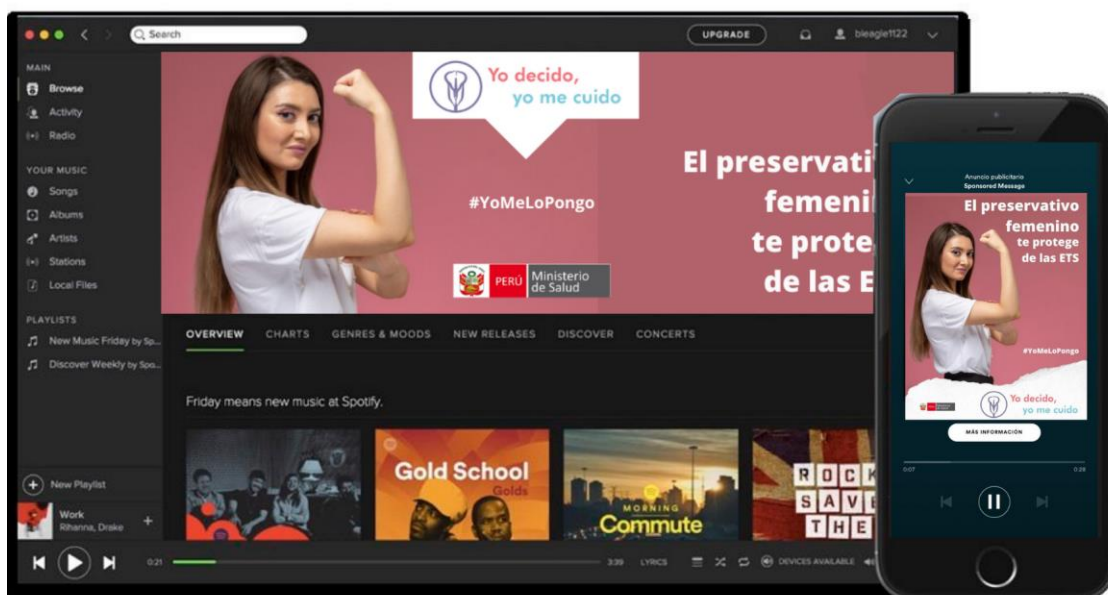 Search
UPGRADE
bleagle1122
MAIN
Browse
Activity
Radio
YOUR MUSIC
Songs
Albums
Artists
Stations
Local Files
PLAYLISTS
New Music Friday by Sp...
Discover Weekly by Spo...
New Playlist
Work
Rihanna, Drake
Yo decido,
yo me cuido
#YoMeLoPongo
PERÚ
Ministerio
de Salud
El preservati
femeni
te prote
de las E
OVERVIEW CHARTS GENRES & MOODS NEW RELEASES DISCOVER CONCERTS
Friday means new music at Spotify.
Gold School
Golds
MORNING
Commute
ROCK
SAVE
THE
0:21 3:39 LYRICS DEVICES AVAILABLE
Anuncio publicitario
Sponsored Message
El preservativo
femenino
te protege
de las ETS
#YoMeLoPongo
Yo decido,
yo me cuido
MÁS INFORMACIÓN
0:07 0:26